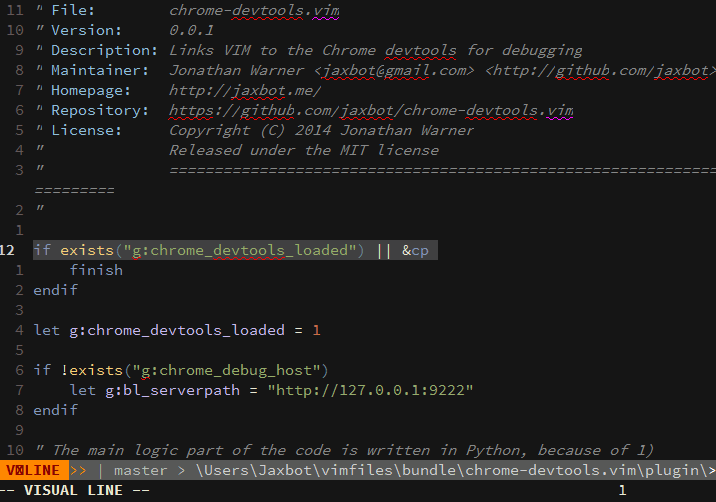 11 " File:        chrome-devtools.vim
10 " Version:     0.0.1
9 " Description: Links VIM to the Chrome devtools for debugging
8 " Maintainer:  Jonathan Warner <jaxbot@gmail.com> <http://github.com/jaxbot>
7 " Homepage:    http://jaxbot.me/
6 " Repository:  https://github.com/jaxbot/chrome-devtools.vim
5 " License:     Copyright (C) 2014 Jonathan Warner
4 "              Released under the MIT license
3 "              ======================================================================
=========
2 "
1
12 if exists("g:chrome_devtools_loaded") || &cp
1     finish
2 endif
3
4 let g:chrome_devtools_loaded = 1
5
6 if !exists("g:chrome_debug_host")
7     let g:bl_serverpath = "http://127.0.0.1:9222"
8 endif
9
10 " The main logic part of the code is written in Python, because of 1)
LINE >> | master > \Users\Jaxbot\vimfiles\bundle\chrome-devtools.vim\plugin\>
-- VISUAL LINE -- 1